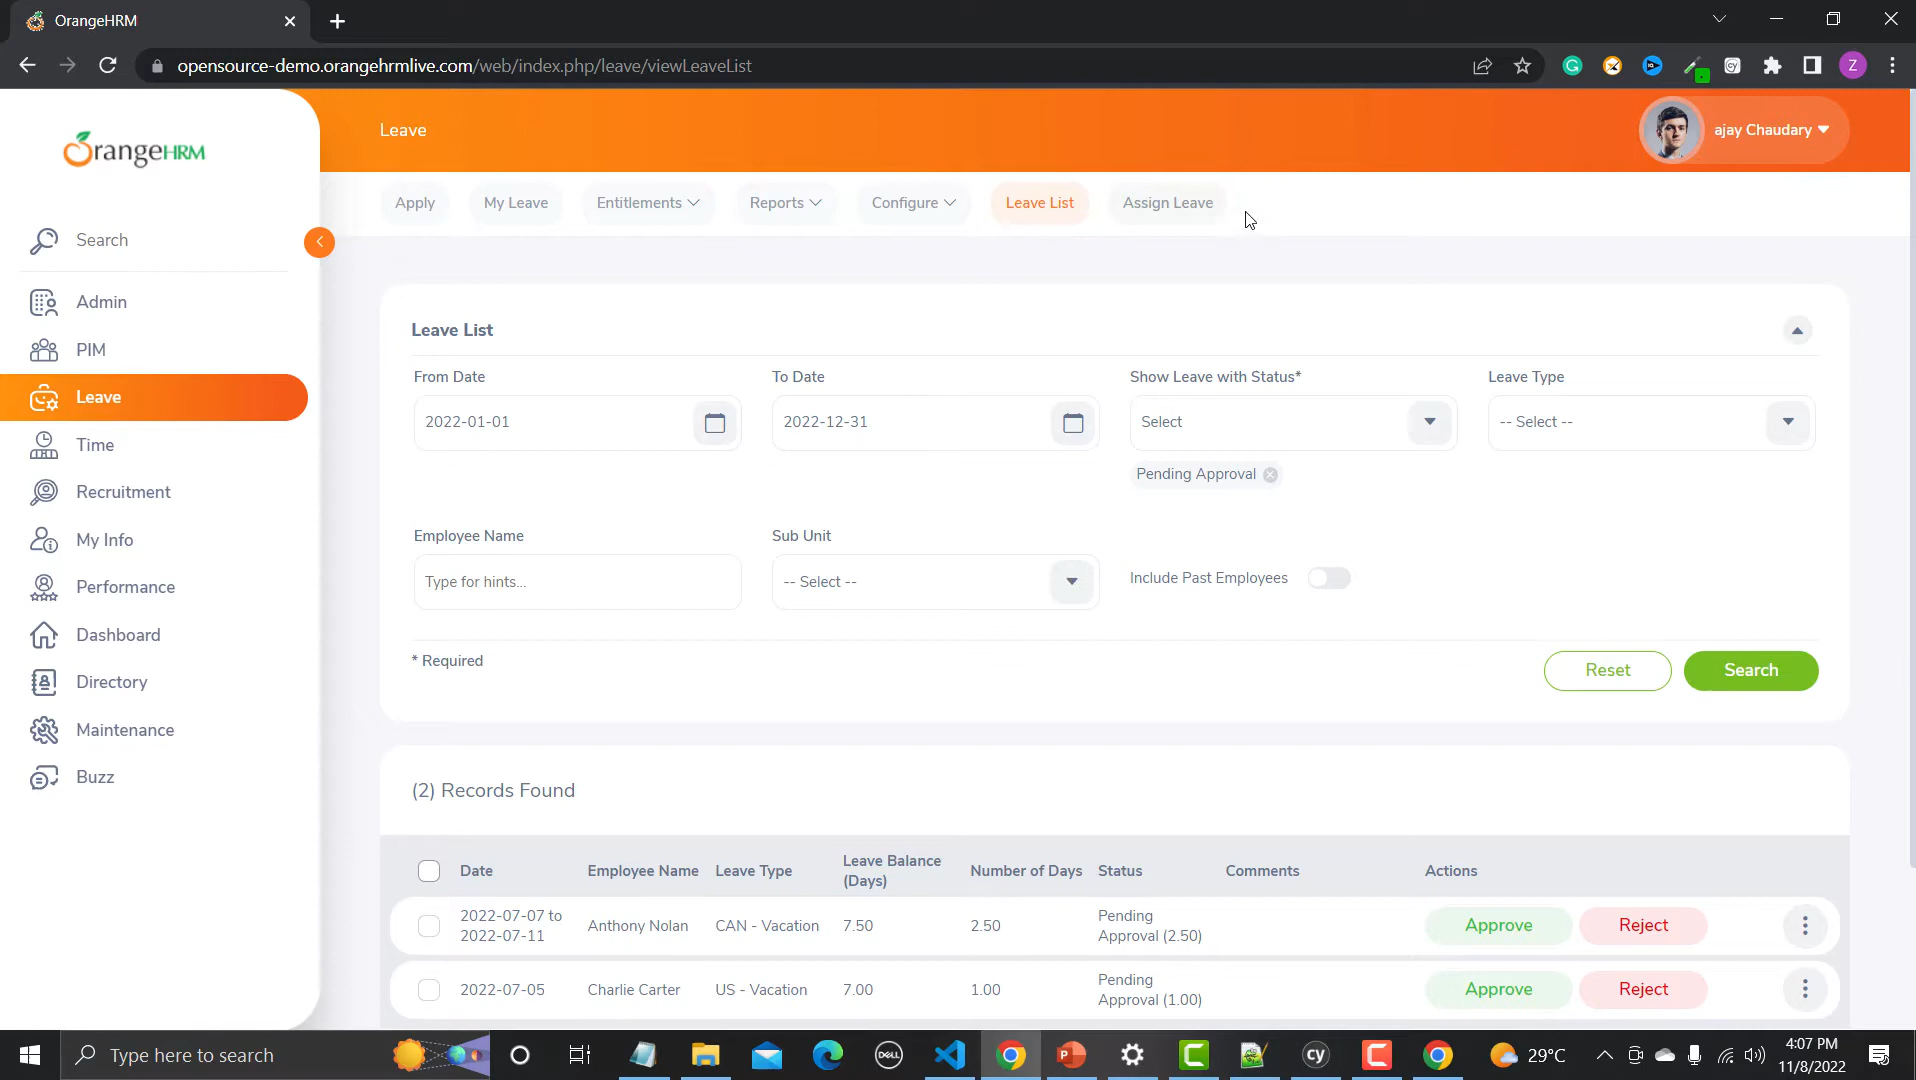 OrangeHRM
opensource-demo.orangehrmlive.com/web/index.php/leave/viewLeaveList
Z
OrangeHRM
Leave
ajay Chaudary
Apply
My Leave
Entitlements
Reports
Configure
Leave List
Assign Leave
Search
Admin
PIM
Leave
Time
Recruitment
My Info
Performance
Dashboard
Directory
Maintenance
Buzz
Leave List
From Date
To Date
Show Leave with Status*
Leave Type
2022-01-01
2022-12-31
Select
-- Select --
Pending Approval
Employee Name
Sub Unit
Type for hints...
-- Select --
Include Past Employees
* Required
Reset
Search
(2) Records Found
Date
Employee Name
Leave Type
Leave Balance
(Days)
Number of Days
Status
Comments
Actions
2022-07-07 to
2022-07-11
Anthony Nolan
CAN - Vacation
7.50
2.50
Pending
Approval (2.50)
Approve
Reject
2022-07-05
Charlie Carter
US - Vacation
7.00
1.00
Pending
Approval (1.00)
Approve
Reject
Type here to search
DELL
cy
29°C
4:07 PM
11/8/2022